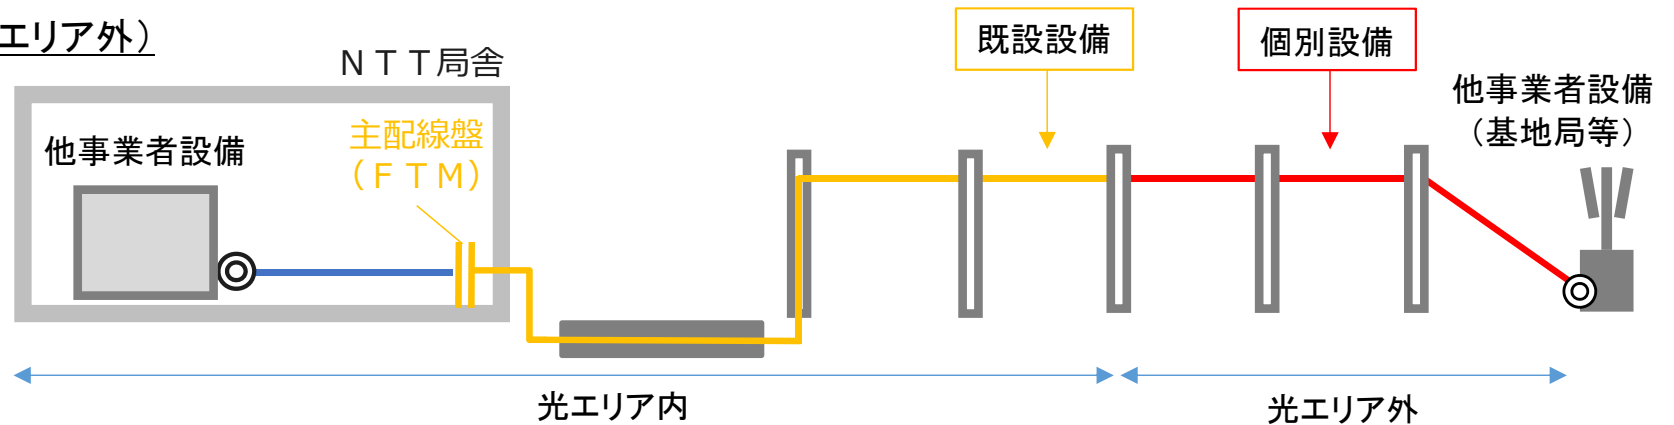 エリア外）
ＮＴＴ局舎
既設設備
個別設備
他事業者設備
（基地局等）
主配線盤
（ＦＴＭ）
他事業者設備
光エリア内
光エリア外